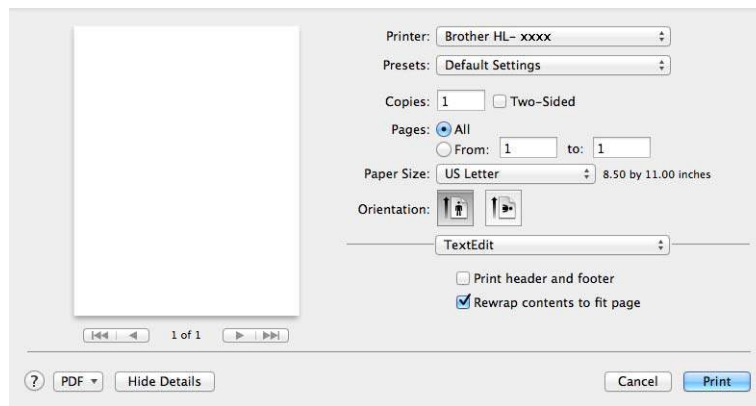 Printer: Brother HL- xxxx
Presets: Default Settings
Copies: 1 Two-Sided
Pages: All
From: 1 to: 1
Paper Size: US Letter 8.50 by 11.00 inches
Orientation:
TextEdit
Print header and footer
Rewrap contents to fit page
1 of 1
? PDF Hide Details Cancel Print